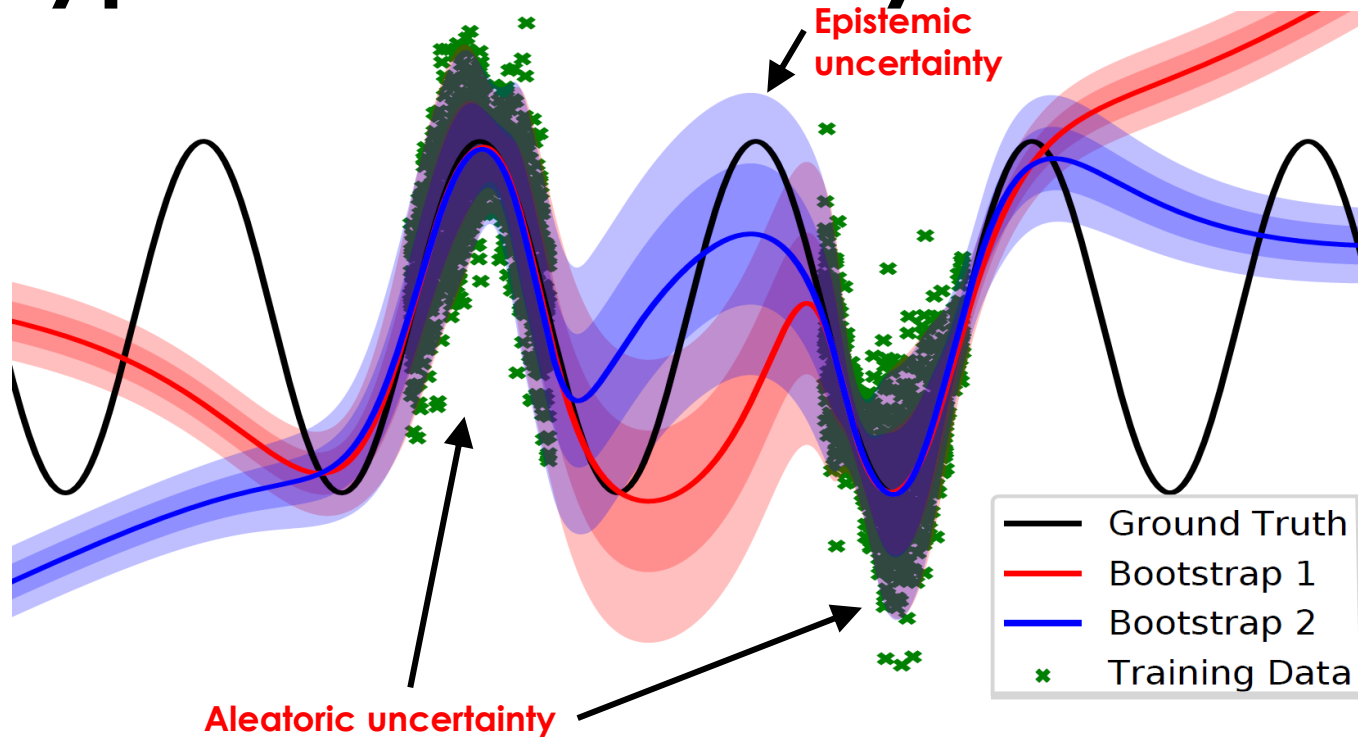 Epistemic
uncertainty
Ground Truth
Bootstrap 1
Bootstrap 2
Training Data
Aleatoric uncertainty